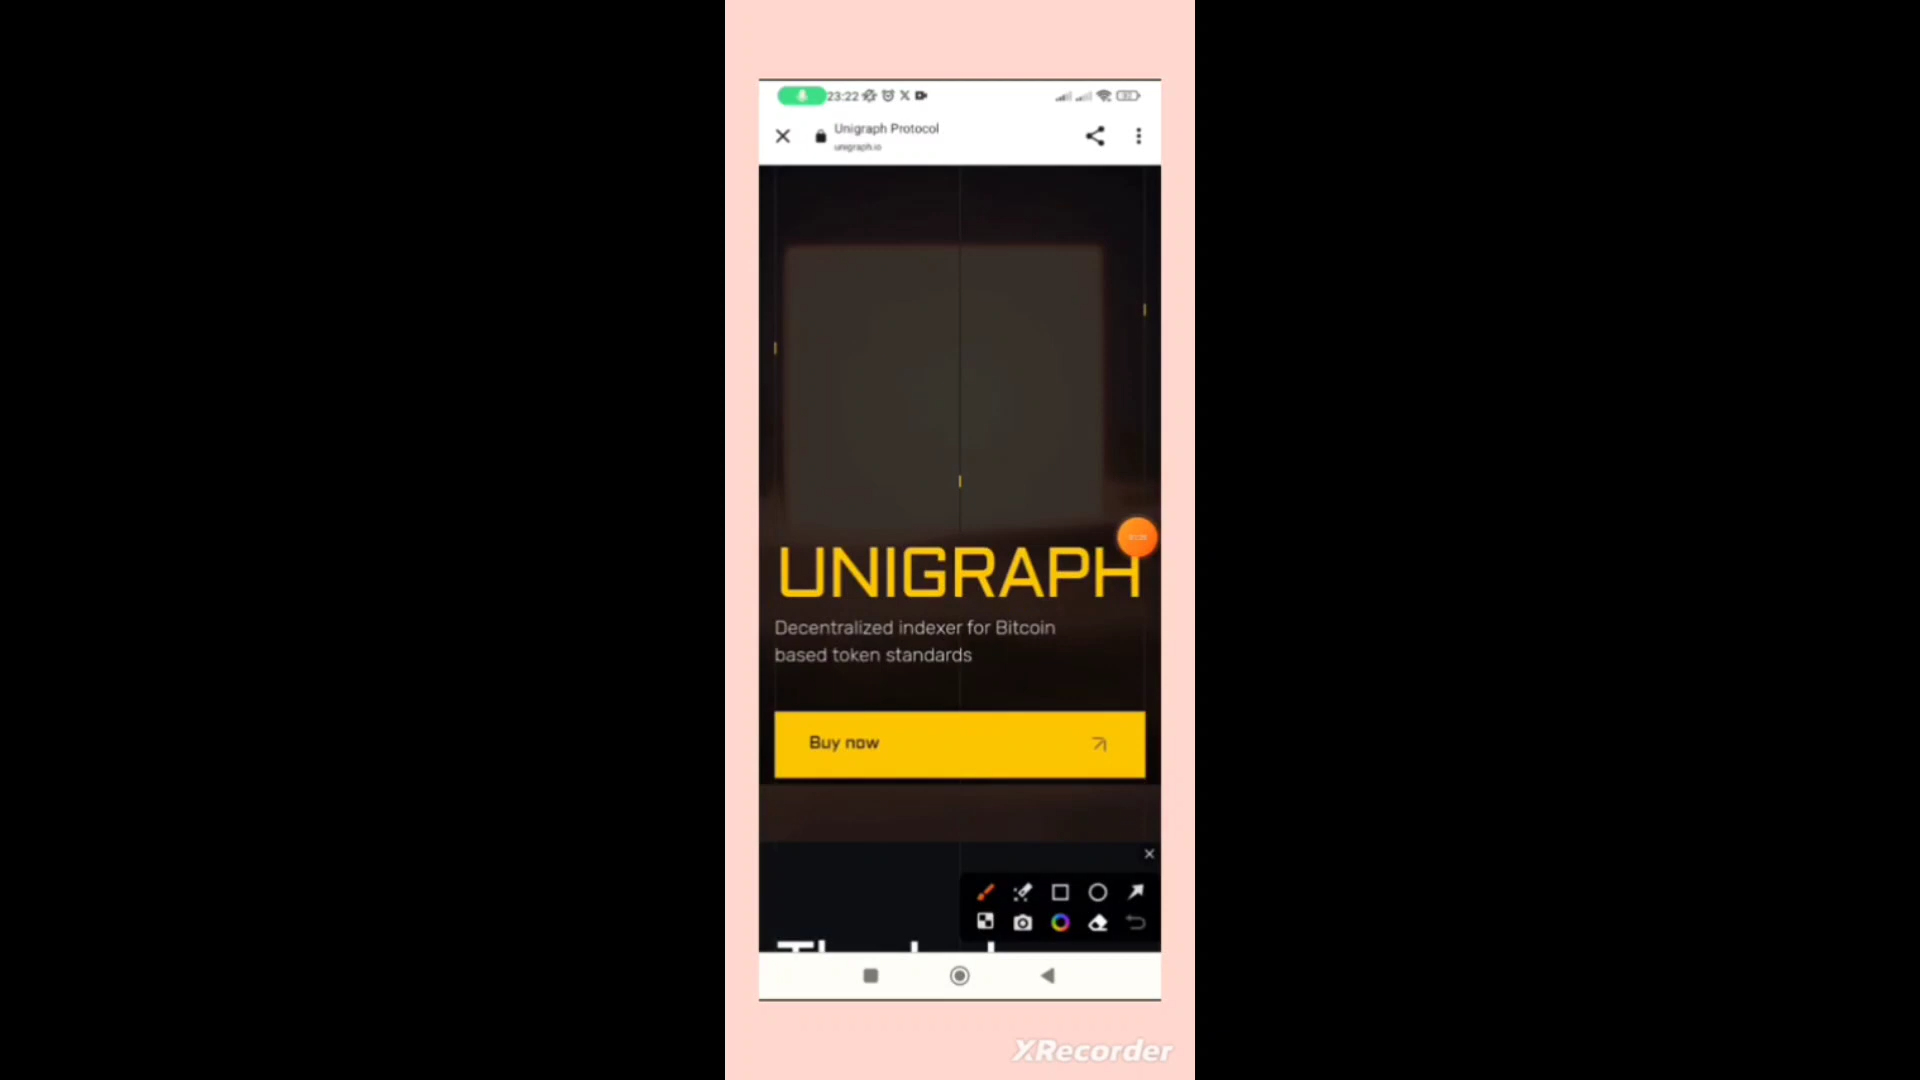 23:22
Unigraph Protocol
unigraph.io
UNIGRAPH
Decentralized indexer for Bitcoin
based token standards
Buy now
XRecorder